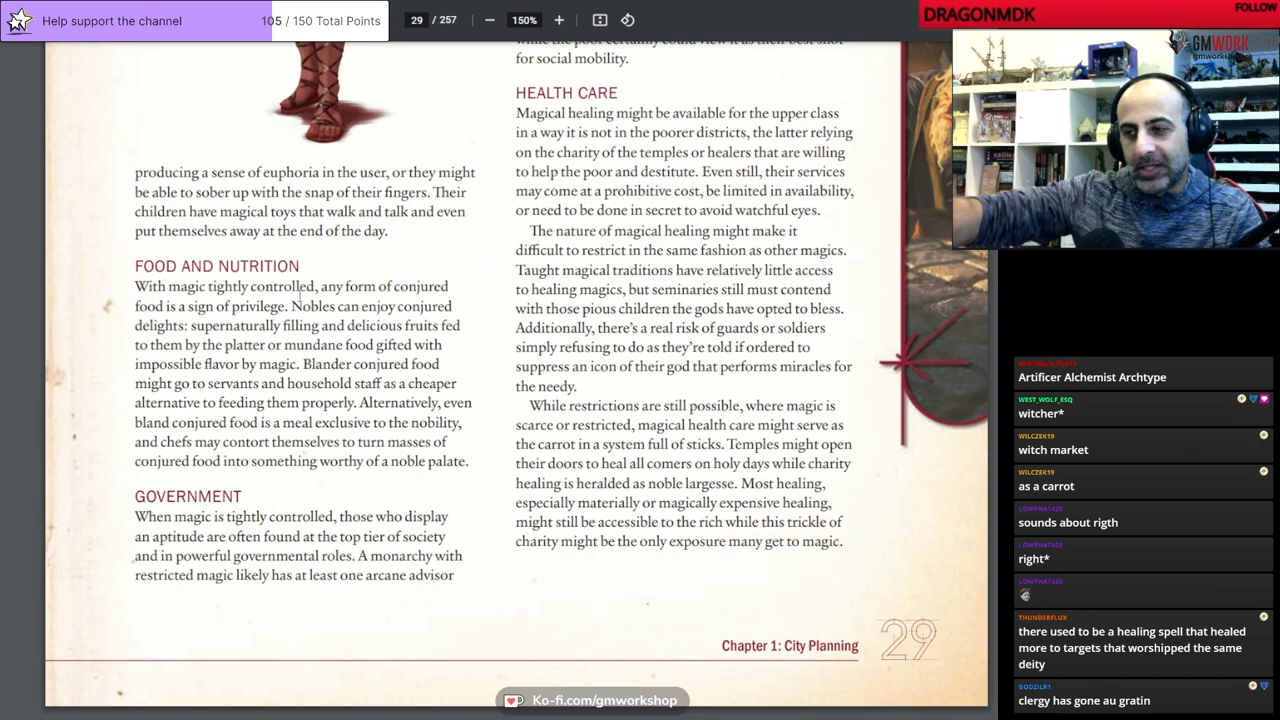 Help support the channel
105 / 150 Total Points
29 / 257
150%
DRAGONMDK
FOLLOW
GMWORK
producing a sense of euphoria in the user, or they might
be able to sober up with the snap of their fingers. Their
children have magical toys that walk and talk and even
put themselves away at the end of the day.
FOOD AND NUTRITION
With magic tightly controlled, any form of conjured
food is a sign of privilege. Nobles can enjoy conjured
delights: supernaturally filling and delicious fruits fed
to them by the platter or mundane food gifted with
impossible flavor by magic. Blander conjured food
might go to servants and household staff as a cheaper
alternative to feeding them properly. Alternatively, even
bland conjured food is a meal exclusive to the nobility,
and chefs may contort themselves to turn masses of
conjured food into something worthy of a noble palate.
GOVERNMENT
When magic is tightly controlled, those who display
an aptitude are often found at the top tier of society
and in powerful governmental roles. A monarchy with
restricted magic likely has at least one arcane advisor
while the poor certainly could view it as their best shot
for social mobility.
HEALTH CARE
Magical healing might be available for the upper class
in a way it is not in the poorer districts, the latter relying
on the charity of the temples or healers that are willing
to help the poor and destitute. Even still, their services
may come at a prohibitive cost, be limited in availability,
or need to be done in secret to avoid watchful eyes.
The nature of magical healing might make it
difficult to restrict in the same fashion as other magics.
Taught magical traditions have relatively little access
to healing magics, but seminaries still must contend
with those pious children the gods have opted to bless.
Additionally, there's a real risk of guards or soldiers
simply refusing to do as they're told if ordered to
suppress an icon of their god that performs miracles for
the needy.
While restrictions are still possible, where magic is
scarce or restricted, magical health care might serve as
the carrot in a system full of sticks. Temples might open
their doors to heal all comers on holy days while charity
healing is heralded as noble largesse. Most healing,
especially materially or magically expensive healing,
might still be accessible to the rich while this trickle of
charity might be the only exposure many get to magic.
Chapter 1: City Planning
29
Ko-fi.com/gmworkshop
Artificer Alchemist Archtype
WEST_WOLF_ESQ
witcher*
WILCZEK19
witch market
WILCZEK19
as a carrot
LOWPHAT420
sounds about rigth
LOWPHAT420
right*
LOWPHAT420
THUNDERFLUX
there used to be a healing spell that healed
more to targets that worshipped the same
deity
GODZILR1
clergy has gone au gratin